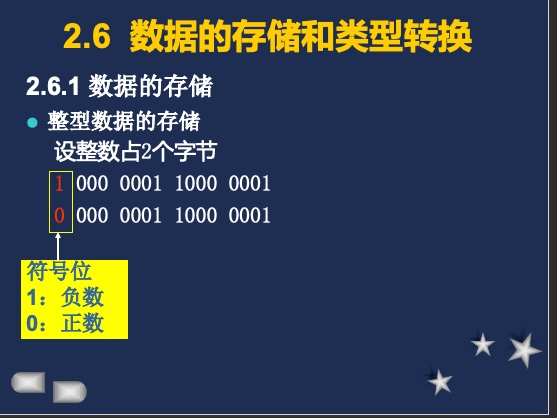 2.6 数据的存储和类型转换
2.6.1 数据的存储
整型数据的存储
设整数占2个字节
1 000 0001 1000 0001
0 000 0001 1000 0001
符号位
1：负数
0：正数